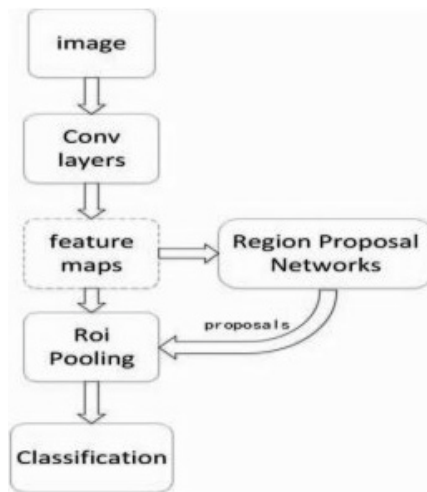 image
Conv
layers
feature
maps
Region Proposal
Networks
proposals
Roi
Pooling
Classification